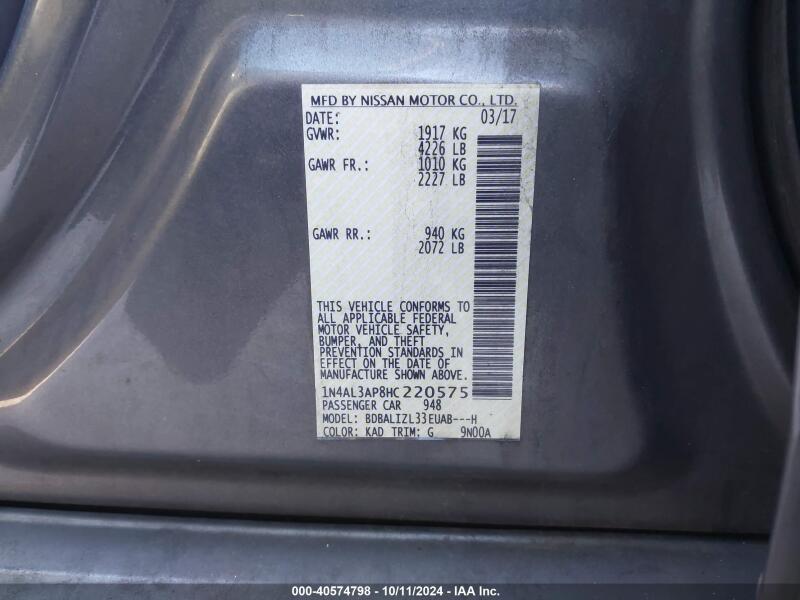 MFD BY NISSAN MOTOR CO., LTD.
DATE: 03/17
GVWR: 1917 KG
4226 LB
GAWR FR.: 1010 KG
2227 LB
GAWR RR.: 940 KG
2072 LB
THIS VEHICLE CONFORMS TO
ALL APPLICABLE FEDERAL
MOTOR VEHICLE SAFETY,
BUMPER, AND THEFT
PREVENTION STANDARDS IN
EFFECT ON THE DATE OF
MANUFACTURE SHOWN ABOVE.
1N4AL3AP8HC220575
PASSENGER CAR 948
MODEL: BDBALIZL33EUAB---H
COLOR: KAD TRIM: G 9N00A
000-40574798 - 10/11/2024 - IAA Inc.